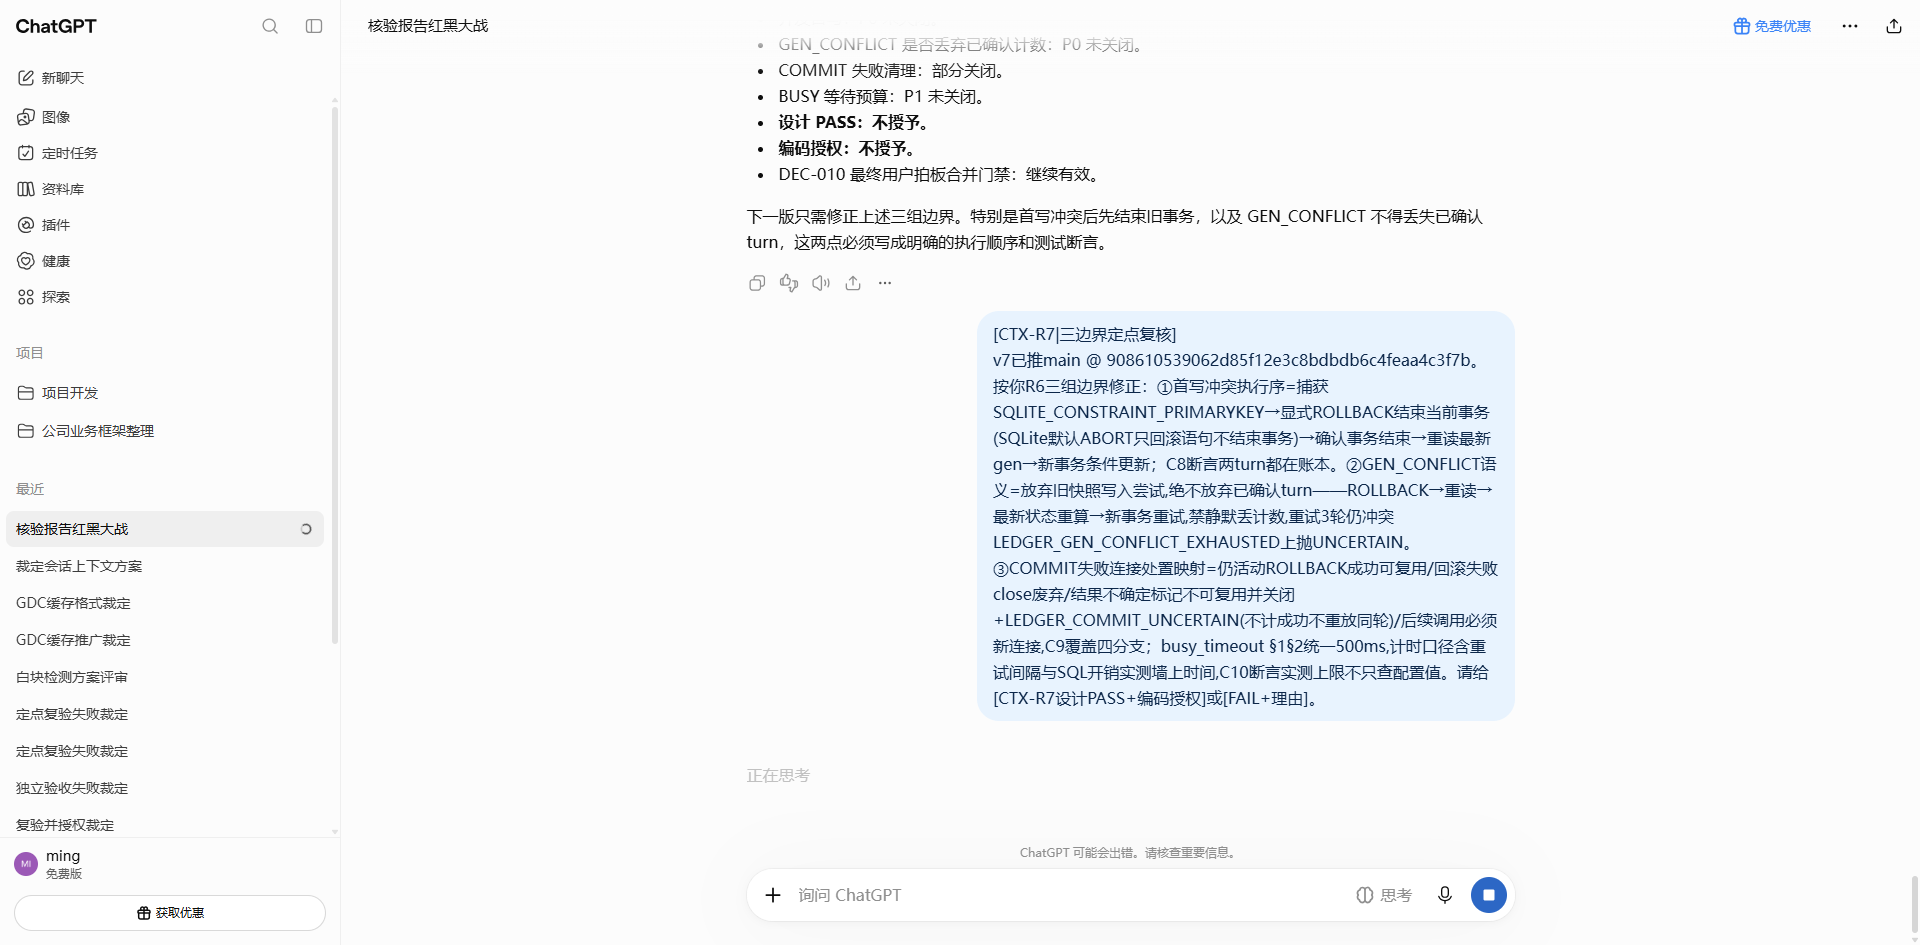 ChatGPT
新聊天
图像
定时任务
资料库
插件
健康
探索
项目
项目开发
公司业务框架整理
最近
核验报告红黑大战
裁定会话上下文方案
GDC缓存格式裁定
GDC缓存推广裁定
白块检测方案评审
定点复验失败裁定
定点复验失败裁定
独立验收失败裁定
复验并授权裁定
MI
ming
免费版
获取优惠
核验报告红黑大战
免费优惠
GEN_CONFLICT 是否丢弃已确认计数：P0 未关闭。
COMMIT 失败清理：部分关闭。
BUSY 等待预算：P1 未关闭。
设计 PASS：不授予。
编码授权：不授予。
DEC-010 最终用户拍板合并门禁：继续有效。
下一版只需修正上述三组边界。特别是首写冲突后先结束旧事务，以及 GEN_CONFLICT 不得丢失已确认
turn，这两点必须写成明确的执行顺序和测试断言。
[CTX-R7|三边界定点复核]
v7已推main @ 908610539062d85f12e3c8bdbdb6c4feaa4c3f7b。
按你R6三组边界修正：①首写冲突执行序=捕获
SQLITE_CONSTRAINT_PRIMARYKEY→显式ROLLBACK结束当前事务
(SQLite默认ABORT只回滚语句不结束事务)→确认事务结束→重读最新
gen→新事务条件更新；C8断言两turn都在账本。②GEN_CONFLICT语
义=放弃旧快照写入尝试,绝不放弃已确认turn——ROLLBACK→重读→
最新状态重算→新事务重试,禁静默丢计数,重试3轮仍冲突
LEDGER_GEN_CONFLICT_EXHAUSTED上抛UNCERTAIN。
③COMMIT失败连接处置映射=仍活动ROLLBACK成功可复用/回滚失败
close废弃/结果不确定标记不可复用并关闭
+LEDGER_COMMIT_UNCERTAIN(不计成功不重放同轮)/后续调用必须
新连接,C9覆盖四分支；busy_timeout §1§2统一500ms,计时口径含重
试间隔与SQL开销实测墙上时间,C10断言实测上限不只查配置值。请给
[CTX-R7设计PASS+编码授权]或[FAIL+理由]。
正在思考
ChatGPT 可能会出错。请核查重要信息。
询问 ChatGPT
思考